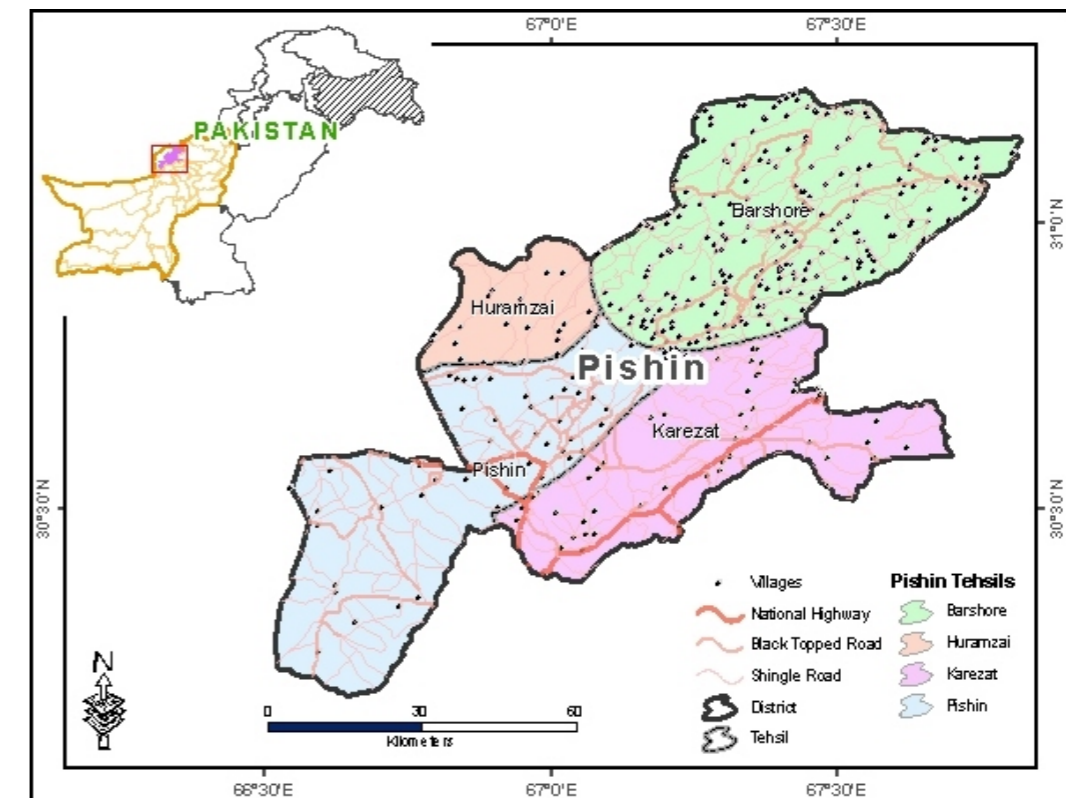 67°0'E
67°30'E
PAKISTAN
Barshore
31°0'N
Huramzai
Pishin
Karezat
Pishin
30°30'N
30°30'N
Villages
National Highway
Black Topped Road
Shingle Road
District
Tehsil
Pishin Tehsils
Barshore
Huramzai
Karezat
Pishin
N
0 30 60
Kilometers
66°30'E
67°0'E
67°30'E